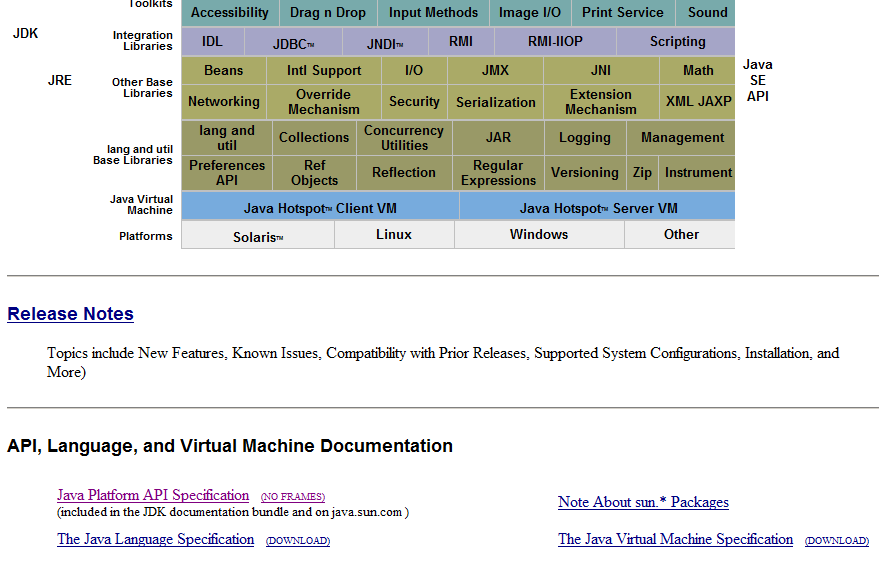 Toolkits
Accessibility Drag n Drop Input Methods Image I/O Print Service Sound
JDK
Integration Libraries IDL JDBC™ JNDI™ RMI RMI-IIOP Scripting
JRE
Other Base Libraries
Beans Intl Support I/O JMX JNI Math
Networking Override Mechanism Security Serialization Extension Mechanism XML JAXP
Java SE API
lang and util Base Libraries
lang and util Collections Concurrency Utilities JAR Logging Management
Preferences API Ref Objects Reflection Regular Expressions Versioning Zip Instrument
Java Virtual Machine Java Hotspot™ Client VM Java Hotspot™ Server VM
Platforms Solaris™ Linux Windows Other
Release Notes
Topics include New Features, Known Issues, Compatibility with Prior Releases, Supported System Configurations, Installation, and
More)
API, Language, and Virtual Machine Documentation
Java Platform API Specification (NO FRAMES)
(included in the JDK documentation bundle and on java.sun.com )
Note About sun.* Packages
The Java Language Specification (DOWNLOAD)
The Java Virtual Machine Specification (DOWNLOAD)